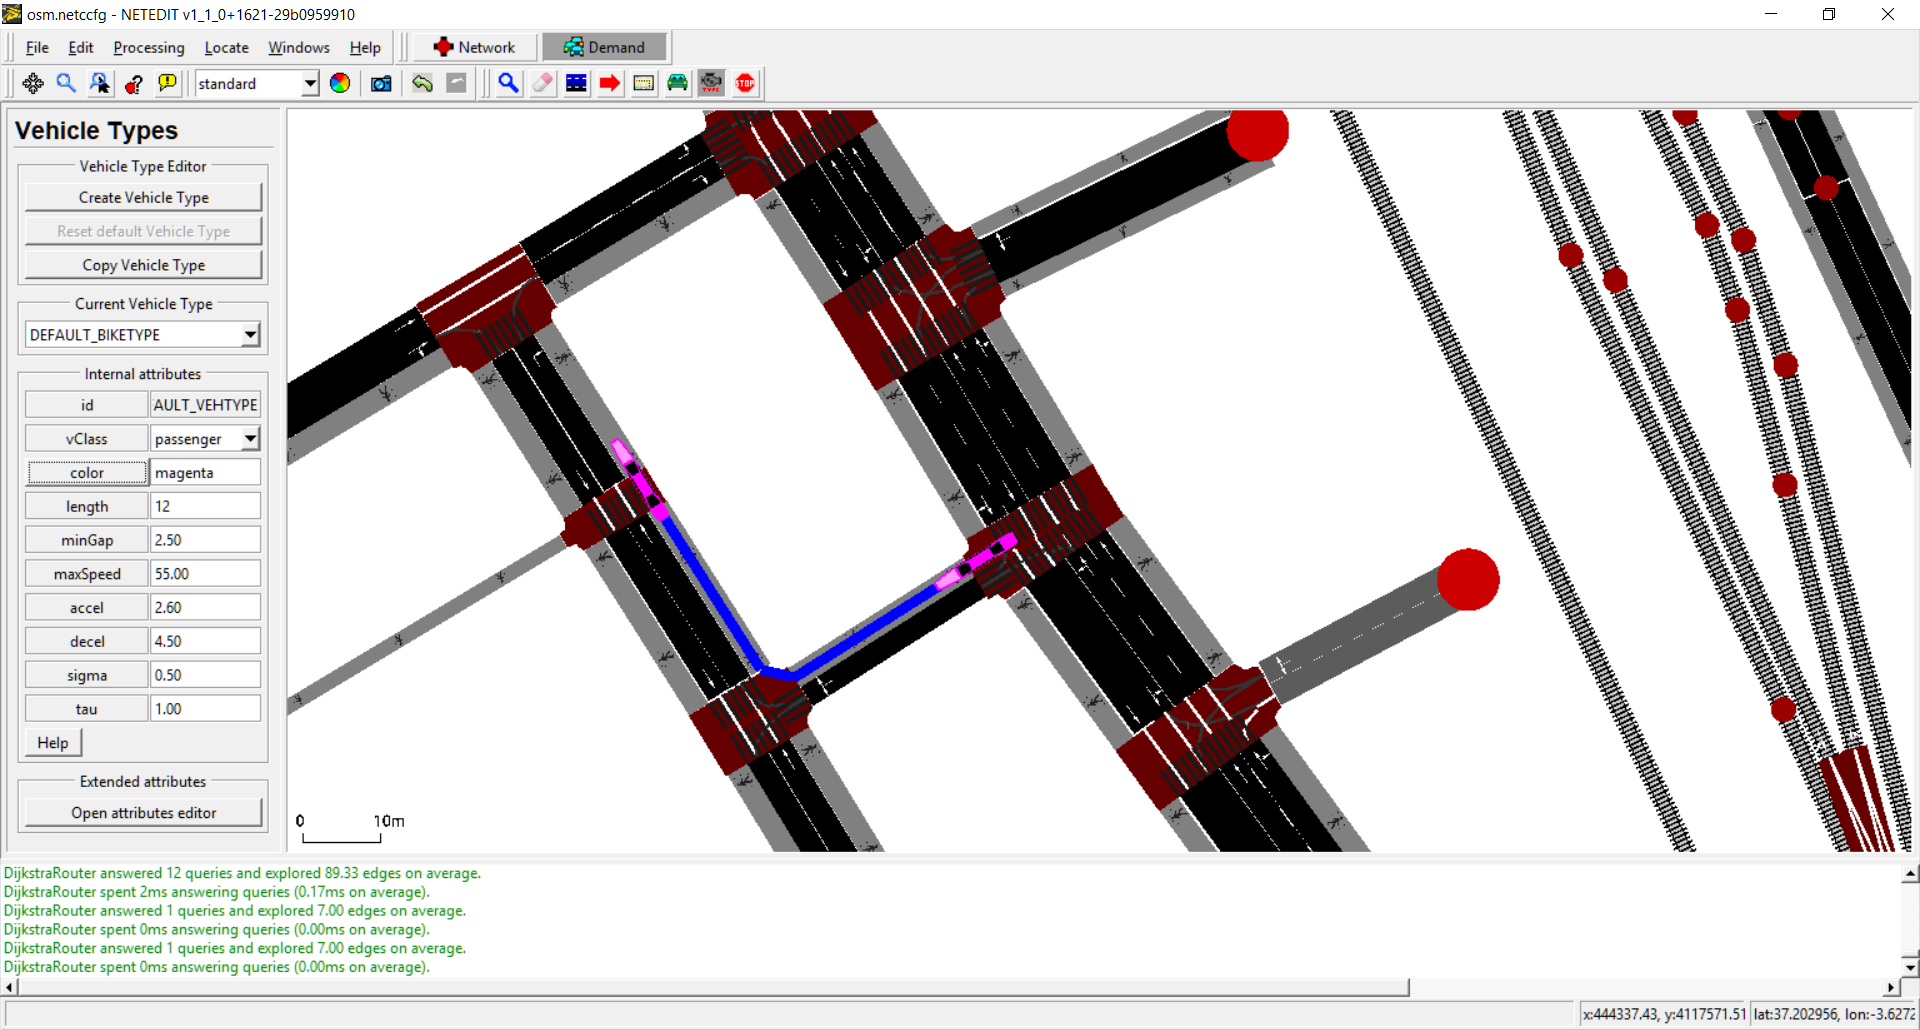 osm.netccfg - NETEDIT v1_1_0+1621-29b0959910
File Edit Processing Locate Windows Help Network Demand
standard TYPE STOP
Vehicle Types
Vehicle Type Editor
Create Vehicle Type
Reset default Vehicle Type
Copy Vehicle Type
Current Vehicle Type
DEFAULT_BIKETYPE
Internal attributes
id AULT_VEHTYPE
vClass passenger
color magenta
length 12
minGap 2.50
maxSpeed 55.00
accel 2.60
decel 4.50
sigma 0.50
tau 1.00
Help
Extended attributes
Open attributes editor
0 10m
DijkstraRouter answered 12 queries and explored 89.33 edges on average.
DijkstraRouter spent 2ms answering queries (0.17ms on average).
DijkstraRouter answered 1 queries and explored 7.00 edges on average.
DijkstraRouter spent 0ms answering queries (0.00ms on average).
DijkstraRouter answered 1 queries and explored 7.00 edges on average.
DijkstraRouter spent 0ms answering queries (0.00ms on average).
x:444337.43, y:4117571.51 lat:37.202956, lon:-3.6272